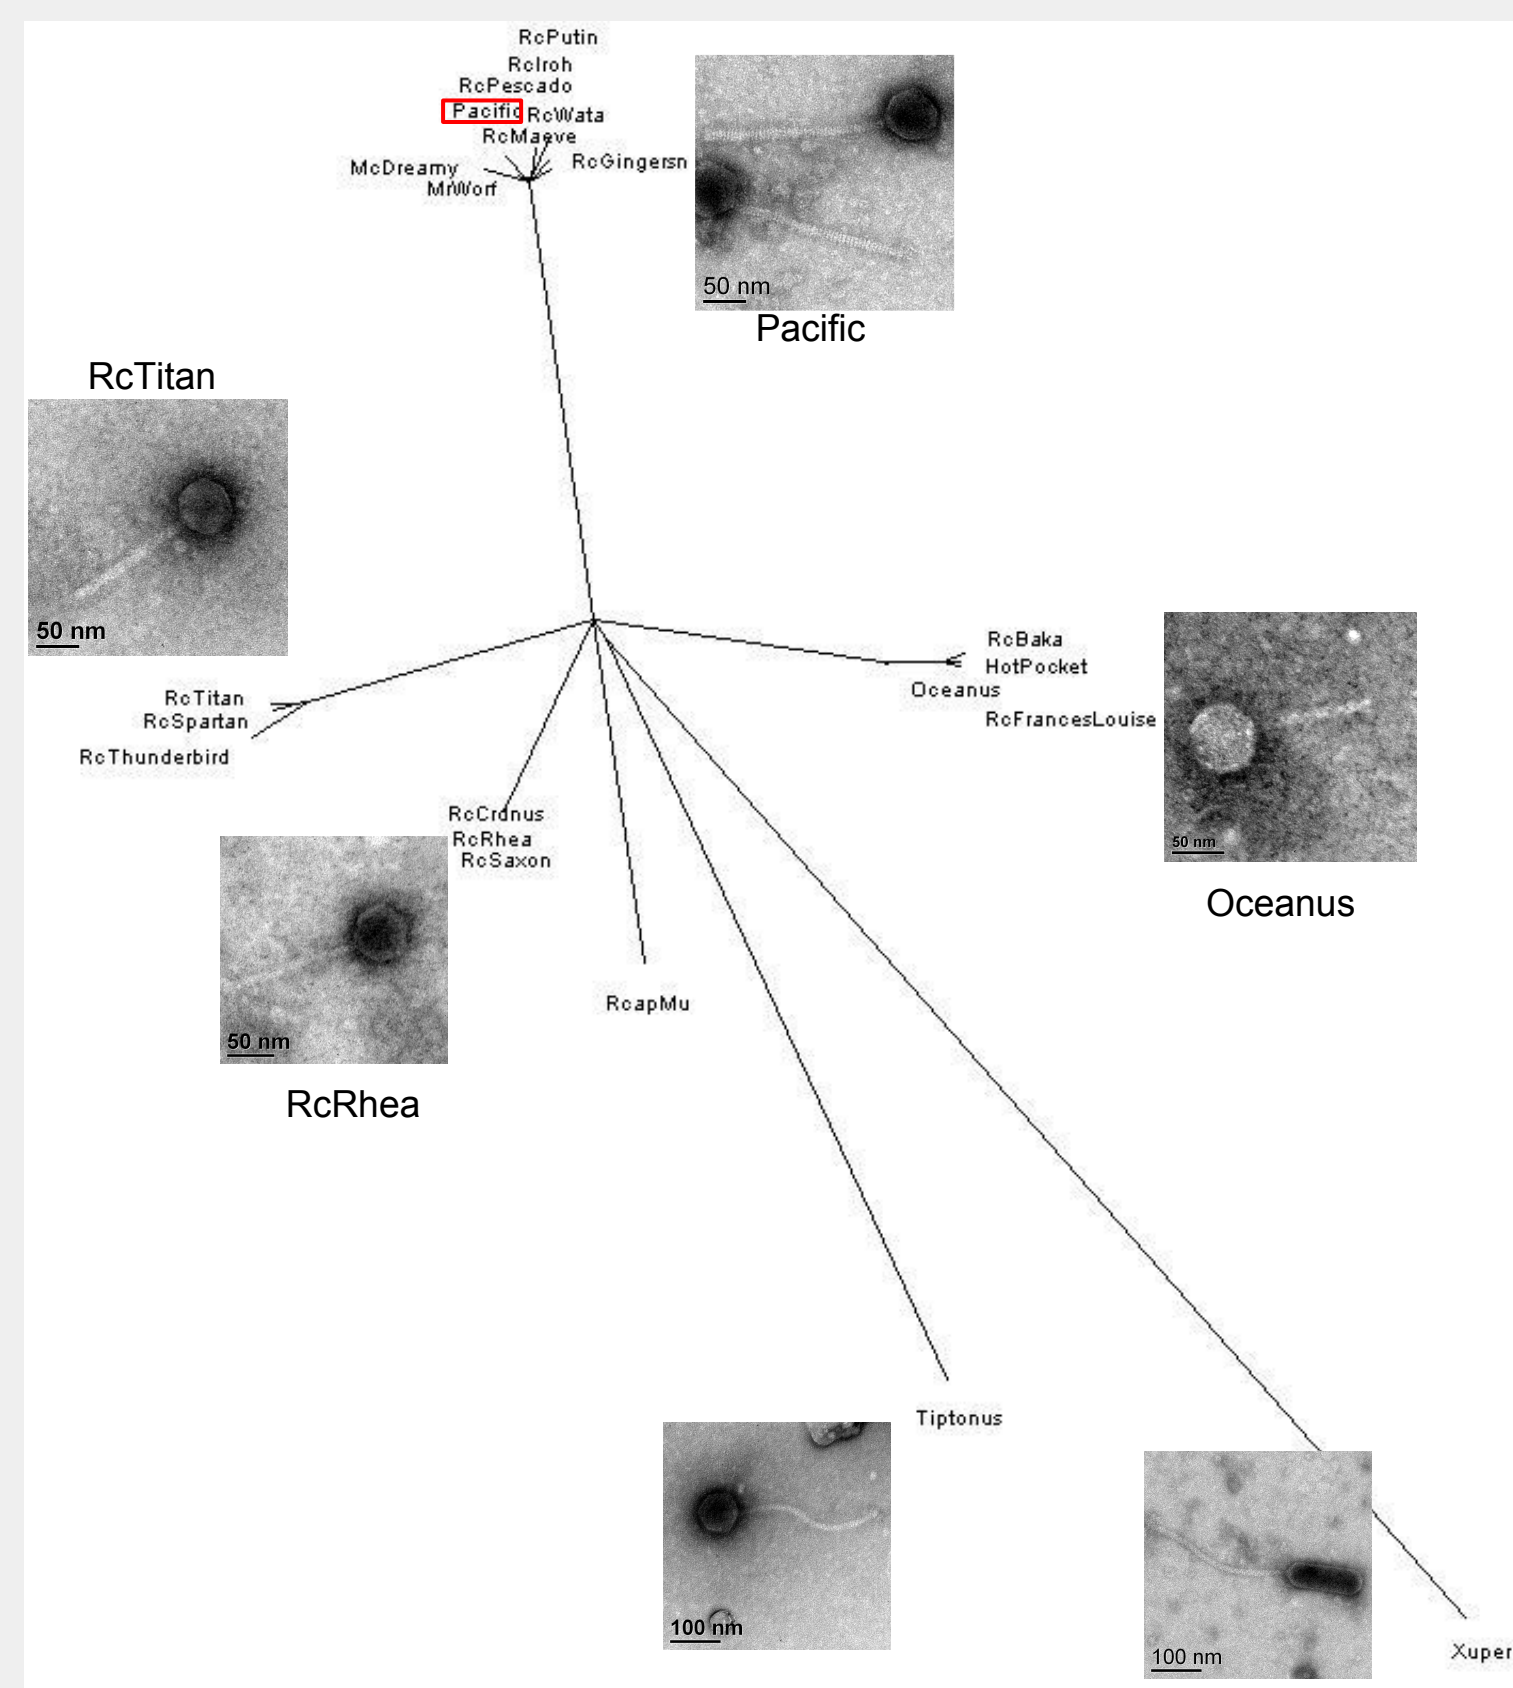 RcPutin
RcIroh
RcPescado
Pacific
RcWata
RcMaeve
McDreamy
RcGingersn
MrWorf
50 nm
Pacific
RcTitan
50 nm
RcBaka
HotPocket
Oceanus
RcFrancesLouise
RcTitan
RcSpartan
RcThunderbird
50 nm
Oceanus
RcCrdnus
RcRhea
RcSaxon
50 nm
RcRhea
RcapMu
Tiptonus
100 nm
100 nm
Xuper